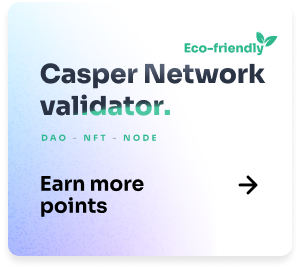 Eco-friendly
Casper Network
validator.
DAO - NFT - NODE
Earn more
points